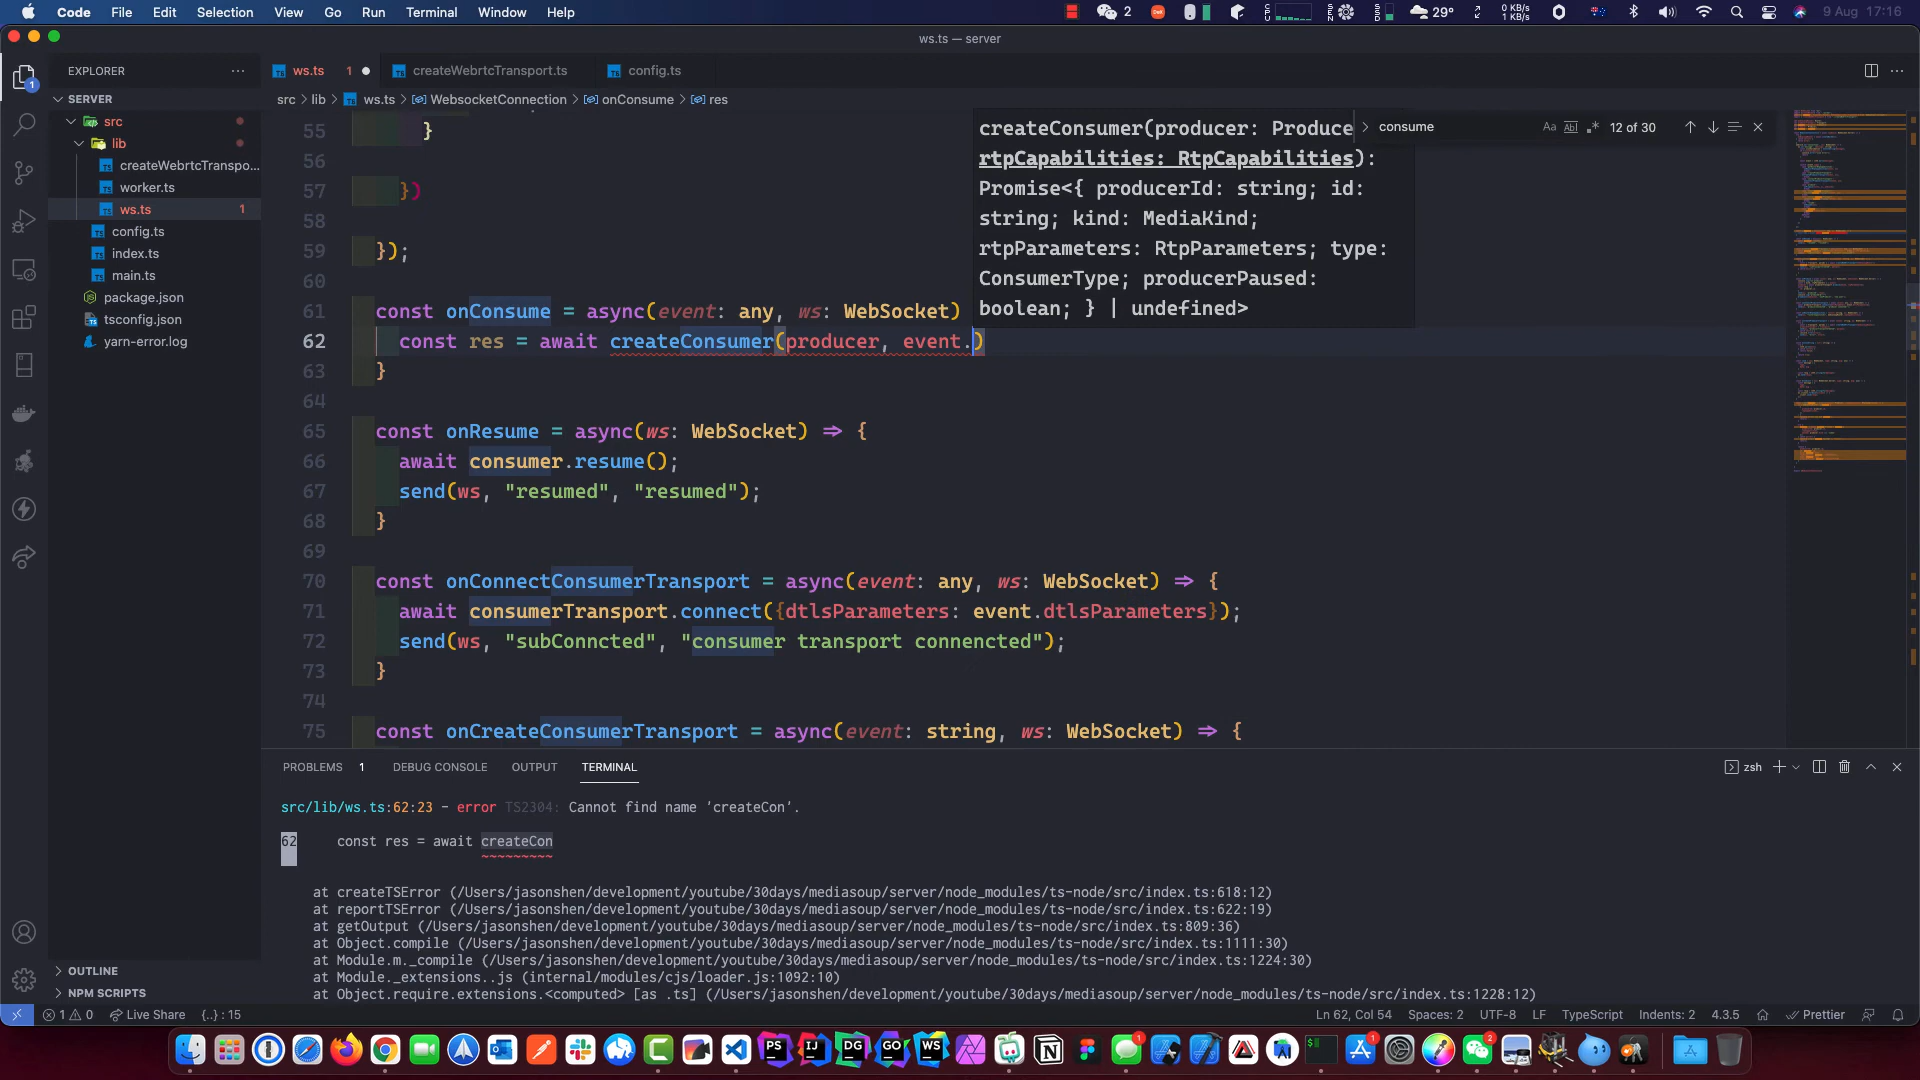 Code File Edit Selection View Go Run Terminal Window Help 2 29° 0 KB/s 1 KB/s 9 Aug 17:16
ws.ts — server
EXPLORER
ws.ts 1 createWebrtcTransport.ts config.ts
SERVER
src > lib > ws.ts > WebsocketConnection > onConsume > res
src
lib
createWebrtcTranspo...
worker.ts
ws.ts 1
config.ts
index.ts
main.ts
package.json
tsconfig.json
yarn-error.log
OUTLINE
NPM SCRIPTS
consume
12 of 30
createConsumer(producer: Produce
rtpCapabilities: RtpCapabilities):
Promise<{ producerId: string; id:
string; kind: MediaKind;
rtpParameters: RtpParameters; type:
ConsumerType; producerPaused:
boolean; } | undefined>
55 }
56
57 })
58
59 });
60
61 const onConsume = async(event: any, ws: WebSocket)
62 const res = await createConsumer(producer, event.)
63 }
64
65 const onResume = async(ws: WebSocket) => {
66 await consumer.resume();
67 send(ws, "resumed", "resumed");
68 }
69
70 const onConnectConsumerTransport = async(event: any, ws: WebSocket) => {
71 await consumerTransport.connect({dtlsParameters: event.dtlsParameters});
72 send(ws, "subConncted", "consumer transport connencted");
73 }
74
75 const onCreateConsumerTransport = async(event: string, ws: WebSocket) => {
PROBLEMS 1 DEBUG CONSOLE OUTPUT TERMINAL
zsh
src/lib/ws.ts:62:23 - error TS2304: Cannot find name 'createCon'.
62 const res = await createCon
~~~~~~~~~
at createTSError (/Users/jasonshen/development/youtube/30days/mediasoup/server/node_modules/ts-node/src/index.ts:618:12)
at reportTSError (/Users/jasonshen/development/youtube/30days/mediasoup/server/node_modules/ts-node/src/index.ts:622:19)
at getOutput (/Users/jasonshen/development/youtube/30days/mediasoup/server/node_modules/ts-node/src/index.ts:809:36)
at Object.compile (/Users/jasonshen/development/youtube/30days/mediasoup/server/node_modules/ts-node/src/index.ts:1111:30)
at Module.m._compile (/Users/jasonshen/development/youtube/30days/mediasoup/server/node_modules/ts-node/src/index.ts:1224:30)
at Module._extensions..js (internal/modules/cjs/loader.js:1092:10)
at Object.require.extensions.<computed> [as .ts] (/Users/jasonshen/development/youtube/30days/mediasoup/server/node_modules/ts-node/src/index.ts:1228:12)
1 0 Live Share {..} : 15 Ln 62, Col 54 Spaces: 2 UTF-8 LF TypeScript Indents: 2 4.3.5 Prettier